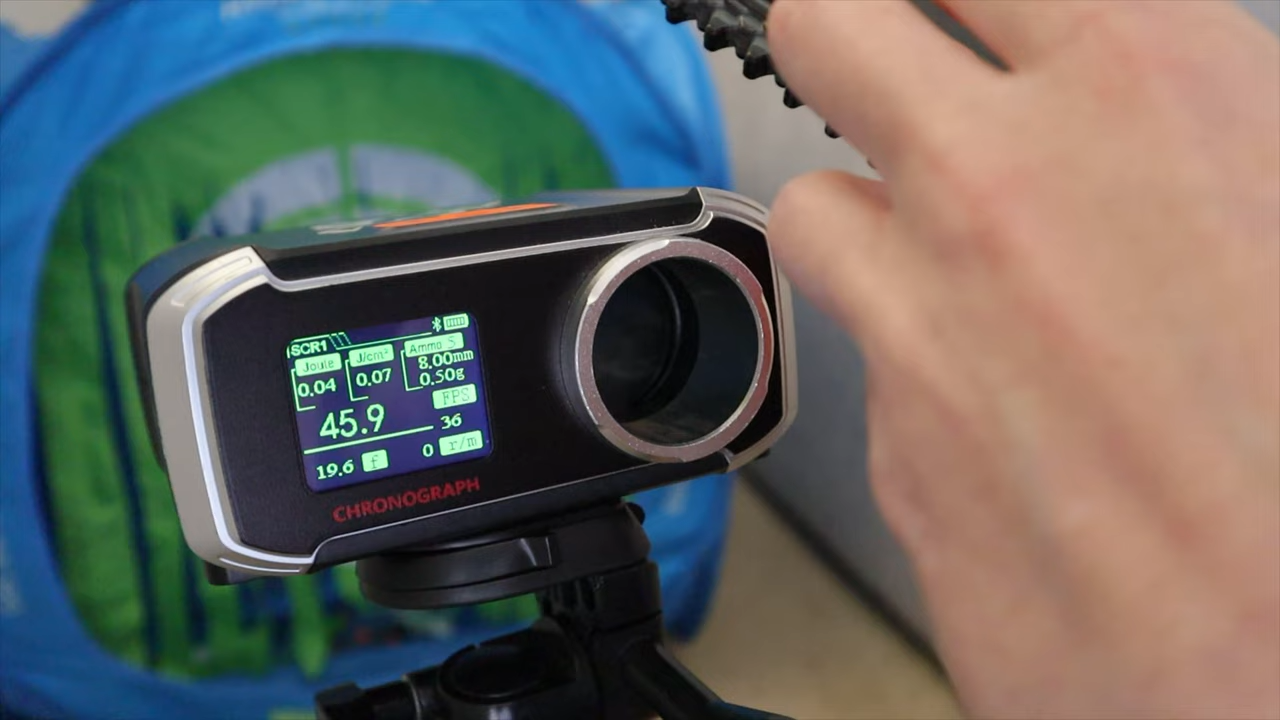 SCR1
Joule J/cm² Ammo S
0.04 0.07 8.00mm
0.50g
FPS
45.9 36
19.6 f 0 r/m
CHRONOGRAPH